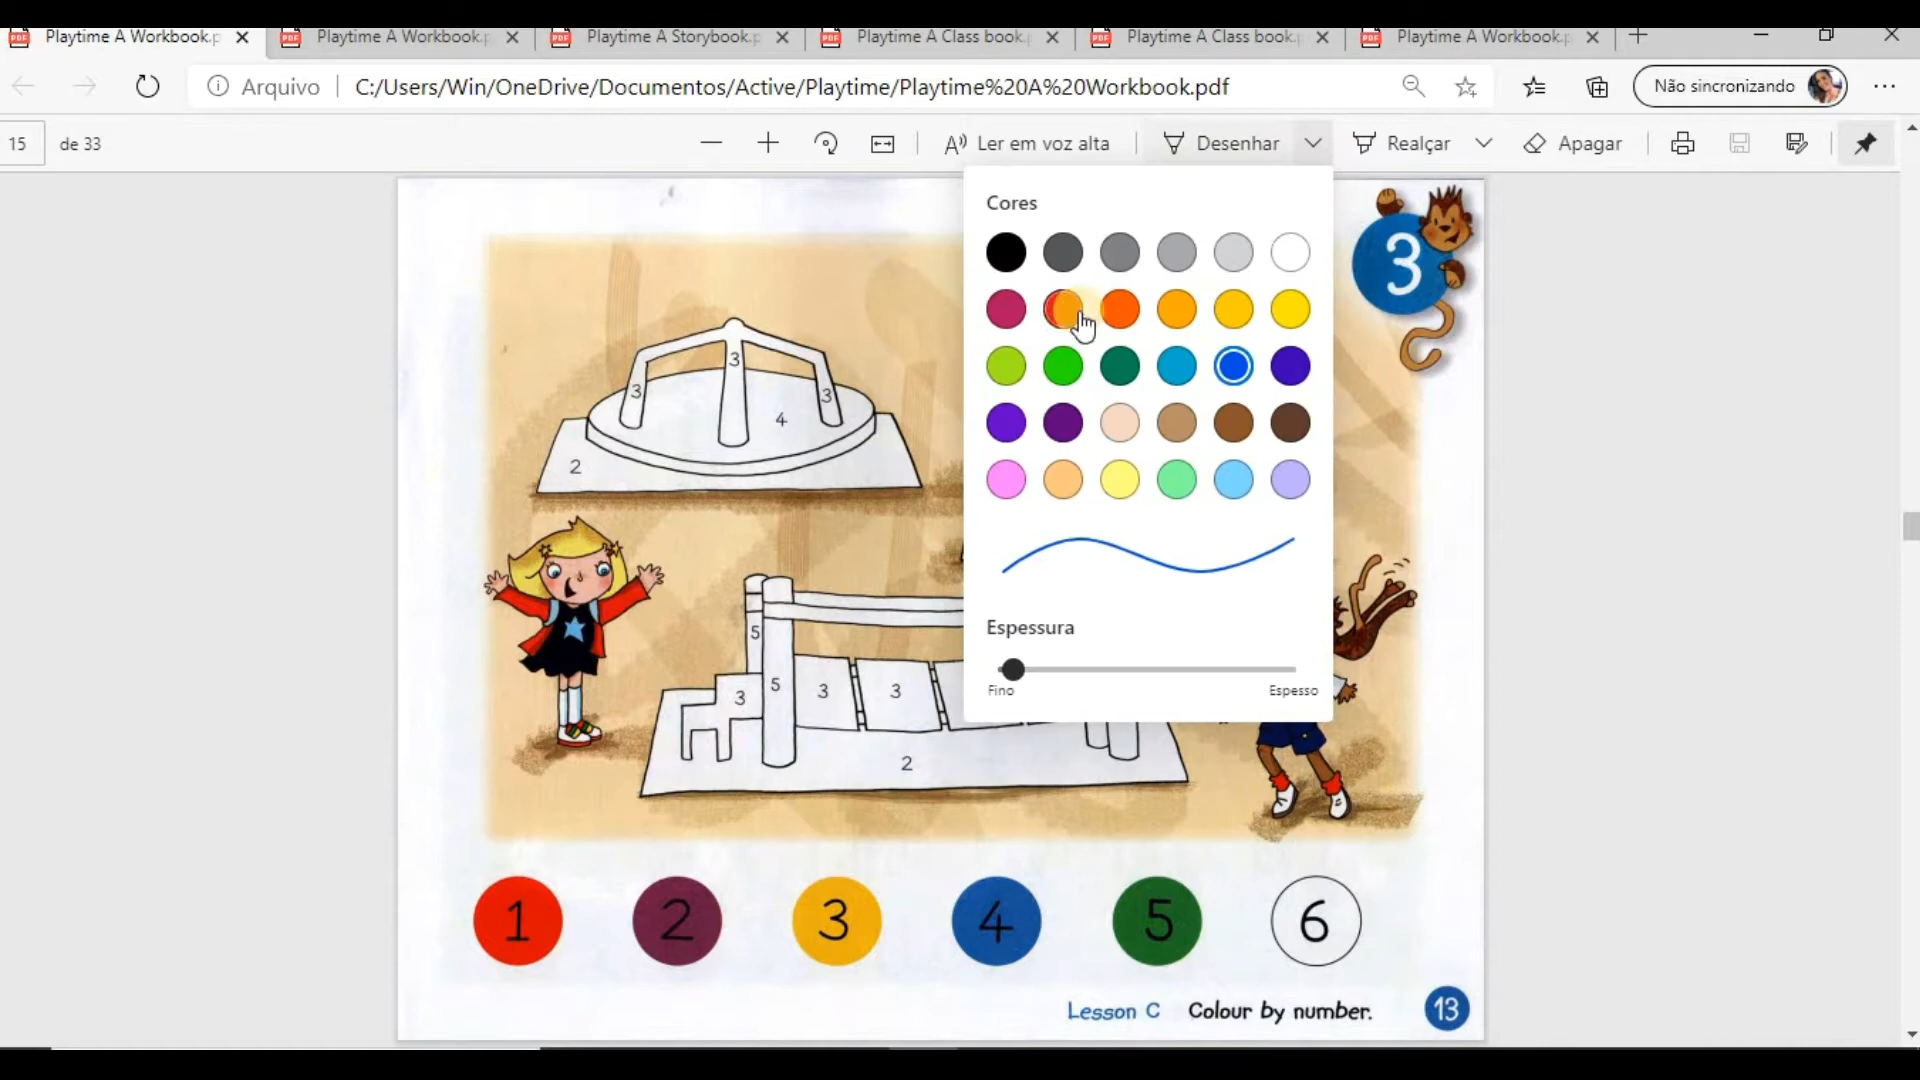 Playtime A Workbook.p
Playtime A Workbook.p
Playtime A Storybook.p
Playtime A Class book.
Playtime A Class book.
Playtime A Workbook.p
Arquivo
C:/Users/Win/OneDrive/Documentos/Active/Playtime/Playtime%20A%20Workbook.pdf
Não sincronizando
15 de 33
Ler em voz alta
Desenhar
Realçar
Apagar
Cores
3
3
3
3
4
2
Espessura
Fino
Espesso
5
5
3
3
3
2
1 2 3 4 5 6
Lesson C Colour by number.
13